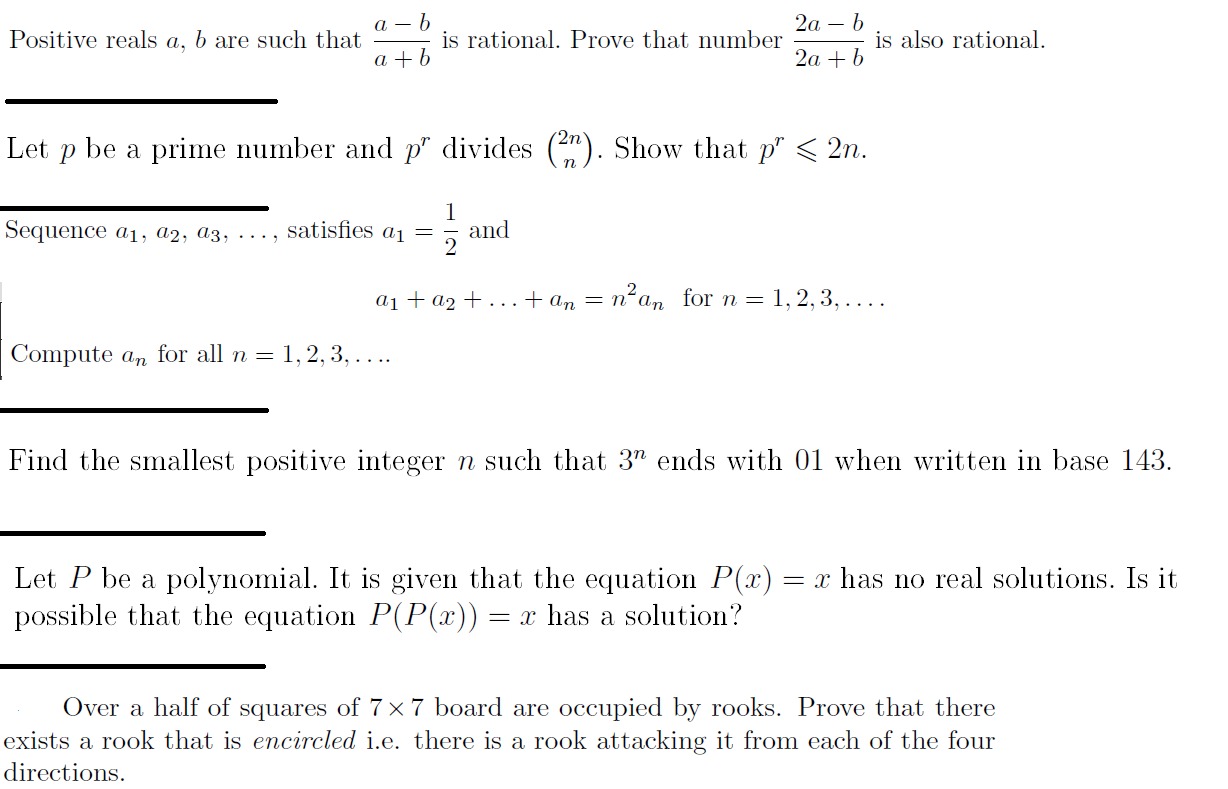 Positive reals a, b are such that \frac{a − b}{a + b} is rational. Prove that number \frac{2a − b}{2a + b} is also rational.
Let p be a prime number and p^r divides \binom{2n}{n}. Show that p^r ⩽ 2n.
Sequence a_1, a_2, a_3, ..., satisfies a_1 = \frac{1}{2} and
a_1 + a_2 + ... + a_n = n^2 a_n for n = 1, 2, 3, ....
Compute a_n for all n = 1, 2, 3, ....
Find the smallest positive integer n such that 3^n ends with 01 when written in base 143.
Let P be a polynomial. It is given that the equation P(x) = x has no real solutions. Is it
possible that the equation P(P(x)) = x has a solution?
Over a half of squares of 7 × 7 board are occupied by rooks. Prove that there
exists a rook that is encircled i.e. there is a rook attacking it from each of the four
directions.